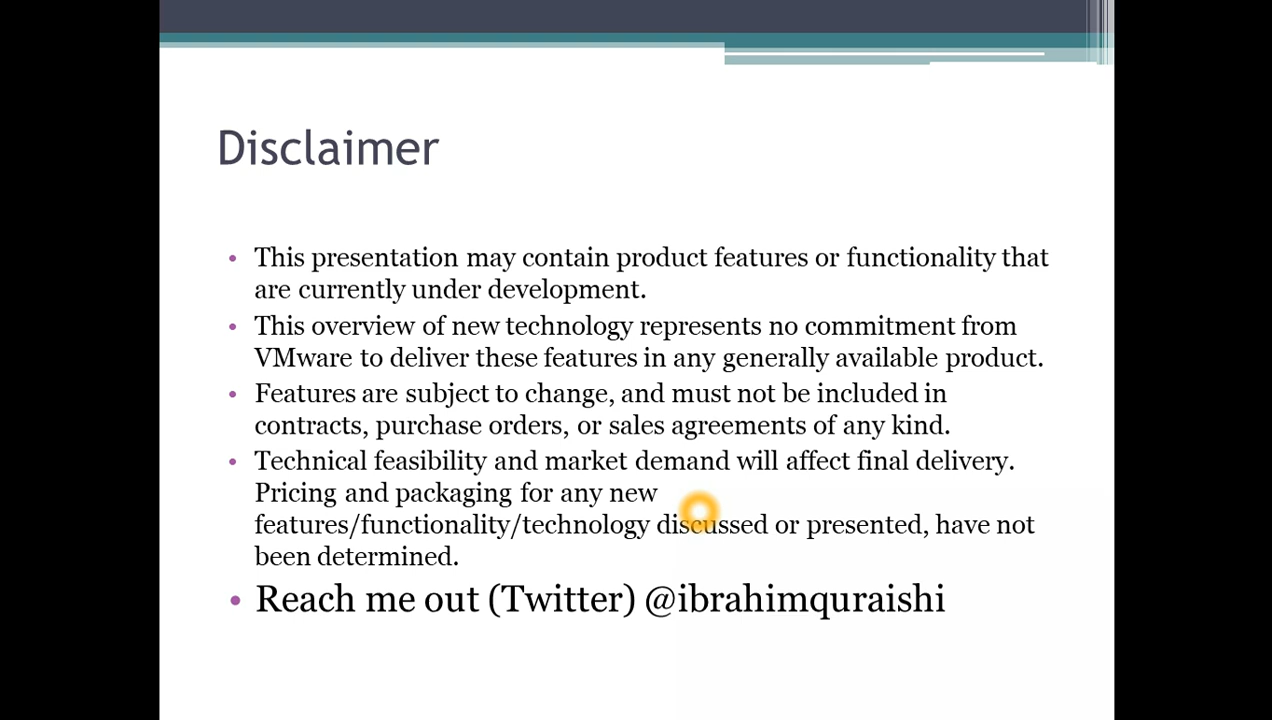 Disclaimer
• This presentation may contain product features or functionality that
are currently under development.
• This overview of new technology represents no commitment from
VMware to deliver these features in any generally available product.
• Features are subject to change, and must not be included in
contracts, purchase orders, or sales agreements of any kind.
• Technical feasibility and market demand will affect final delivery.
Pricing and packaging for any new
features/functionality/technology discussed or presented, have not
been determined.
• Reach me out (Twitter) @ibrahimquraishi